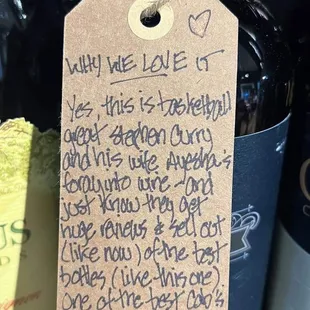 WHY WE LOVE IT
Yes, this is basketball
great Stephen Curry
and his wife Ayesha's
foray into wine - and
just know they get
huge reviews & sell out
(like now) of the best
bottles (like this one)
one of the best cab's
US